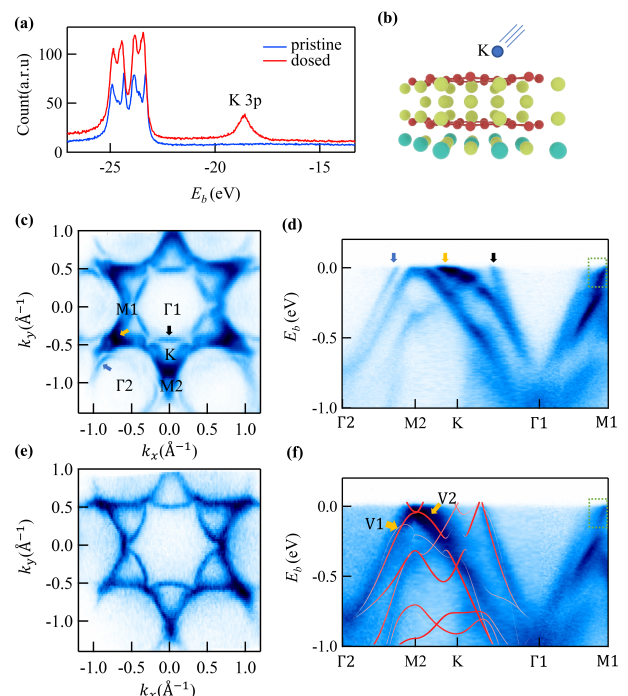 (a)
Count(a.r.u)
100
50
0
pristine
dosed
K 3p
-25
-20
-15
E_b (eV)
(b)
K
(c)
k_y(Å⁻¹)
1.0
0.5
0.0
-0.5
-1.0
M1
Γ1
K
Γ2
M2
-1.0
-0.5
0.0
0.5
1.0
k_x(Å⁻¹)
(d)
E_b (eV)
0.0
-0.5
-1.0
Γ2
M2
K
Γ1
M1
(e)
k_y(Å⁻¹)
1.0
0.5
0.0
-0.5
-1.0
-1.0
-0.5
0.0
0.5
1.0
k_x(Å⁻¹)
(f)
E_b (eV)
0.0
-0.5
-1.0
V1
V2
Γ2
M2
K
Γ1
M1